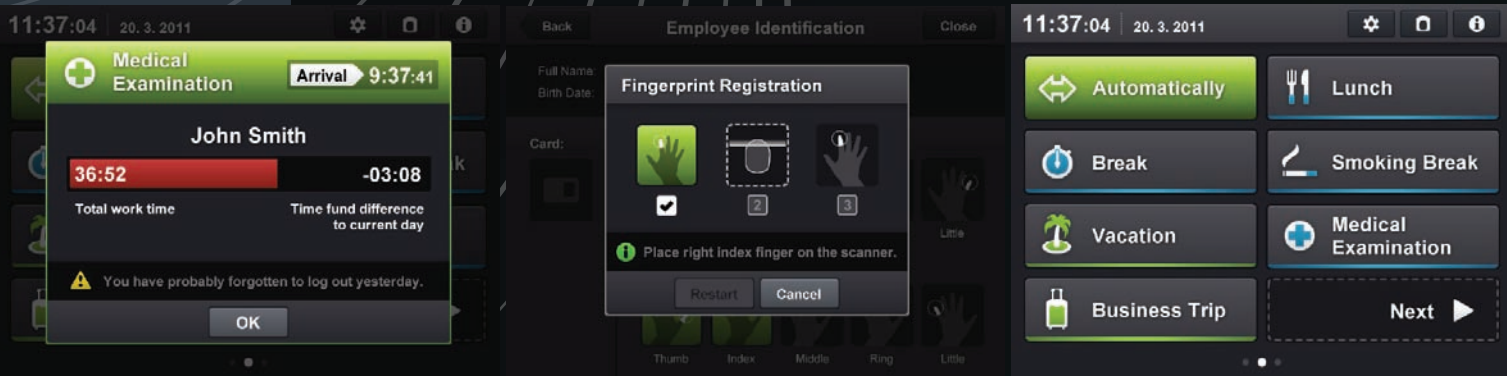 11:37:04 20. 3. 2011
Medical
Examination
Arrival 9:37:41
John Smith
36:52 -03:08
Total work time
Time fund difference
to current day
You have probably forgotten to log out yesterday.
OK
Back Employee Identification Close
Full Name:
Birth Date:
Fingerprint Registration
Card:
2 3
Little
Place right index finger on the scanner.
Restart Cancel
Thumb Index Middle Ring Little
11:37:04 20. 3. 2011
Automatically
Lunch
Break
Smoking Break
Vacation
Medical
Examination
Business Trip
Next